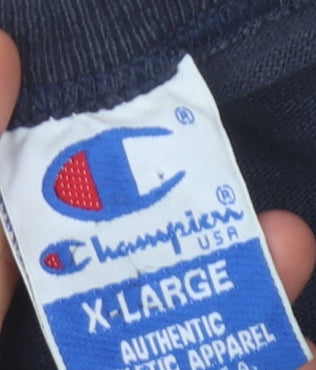 ®
Champion®
USA
X-LARGE
AUTHENTIC
APPAREL